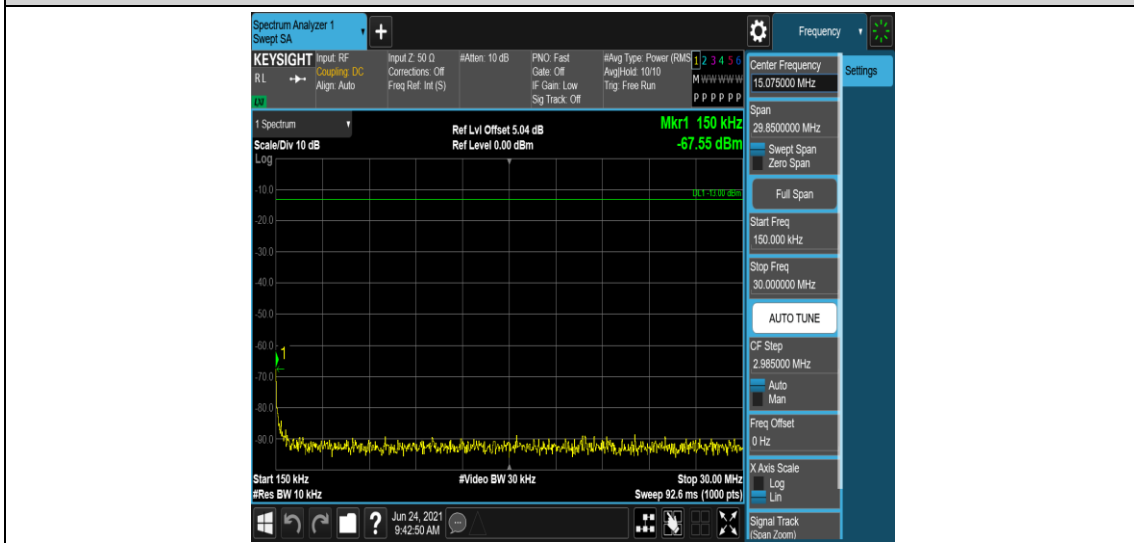 Spectrum Analyzer 1
Swept SA
+
Frequency
KEYSIGHT
RL
LXI
Input: RF
Coupling: DC
Align: Auto
Input Z: 50 Ω
Corrections: Off
Freq Ref: Int (S)
#Atten: 10 dB
PNO: Fast
Gate: Off
IF Gain: Low
Sig Track: Off
#Avg Type: Power (RMS
Avg|Hold: 10/10
Trig: Free Run
1 2 3 4 5 6
M W W W W W
P P P P P P
Center Frequency
15.075000 MHz
Settings
1 Spectrum
Scale/Div 10 dB
Ref Lvl Offset 5.04 dB
Ref Level 0.00 dBm
Mkr1 150 kHz
-67.55 dBm
Log
-10.0
DL1 -13.00 dBm
-20.0
-30.0
-40.0
-50.0
-60.0
1
-70.0
-80.0
-90.0
Start 150 kHz
#Video BW 30 kHz
Stop 30.00 MHz
#Res BW 10 kHz
Sweep 92.6 ms (1000 pts)
Span
29.8500000 MHz
Swept Span
Zero Span
Full Span
Start Freq
150.000 kHz
Stop Freq
30.000000 MHz
AUTO TUNE
CF Step
2.985000 MHz
Auto
Man
Freq Offset
0 Hz
X Axis Scale
Log
Lin
Signal Track
(Span Zoom)
?
Jun 24, 2021
9:42:50 AM